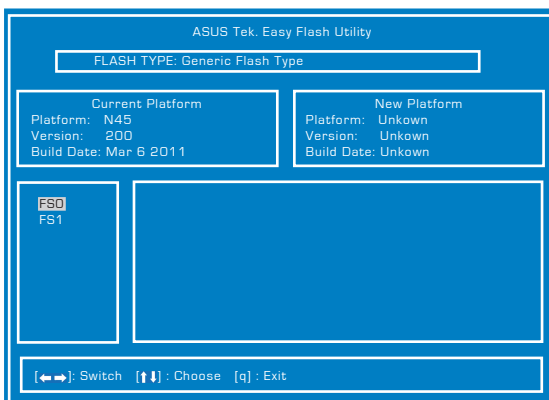 ASUS Tek. Easy Flash Utility
FLASH TYPE: Generic Flash Type
Current Platform
Platform: N45
Version: 200
Build Date: Mar 6 2011
New Platform
Platform: Unkown
Version: Unkown
Build Date: Unkown
FS0
FS1
[←→]: Switch [↑↓] : Choose [q] : Exit